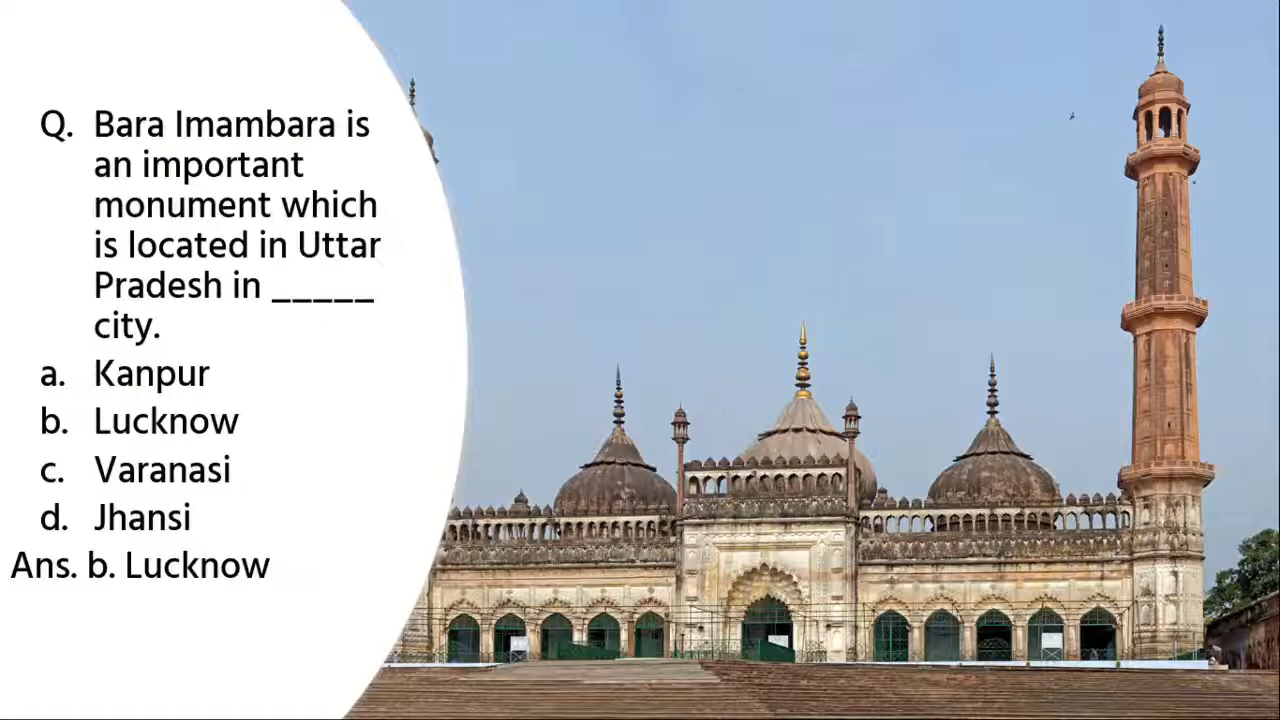 Q. Bara Imambara is
an important
monument which
is located in Uttar
Pradesh in _____
city.
a. Kanpur
b. Lucknow
c. Varanasi
d. Jhansi
Ans. b. Lucknow